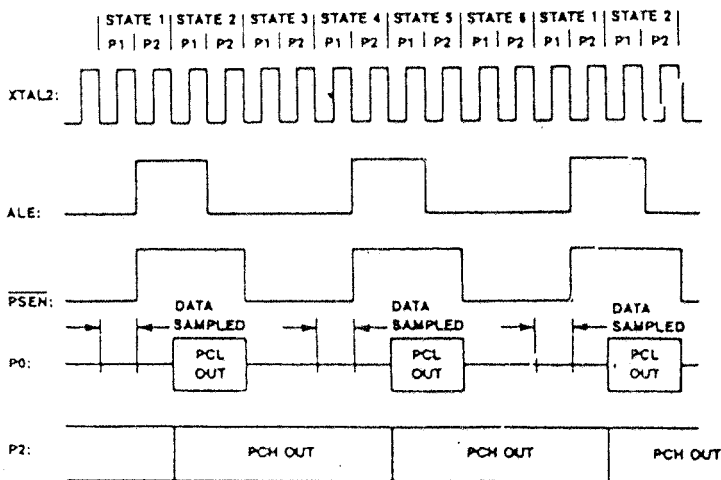 STATE 1 STATE 2 STATE 3 STATE 4 STATE 5 STATE 6 STATE 1 STATE 2
P1 P2 P1 P2 P1 P2 P1 P2 P1 P2 P1 P2 P1 P2 P1 P2
XTAL2:
ALE:
PSEN:
DATA SAMPLED
DATA SAMPLED
DATA SAMPLED
P0:
PCL OUT
PCL OUT
PCL OUT
P2:
PCH OUT PCH OUT PCH OUT